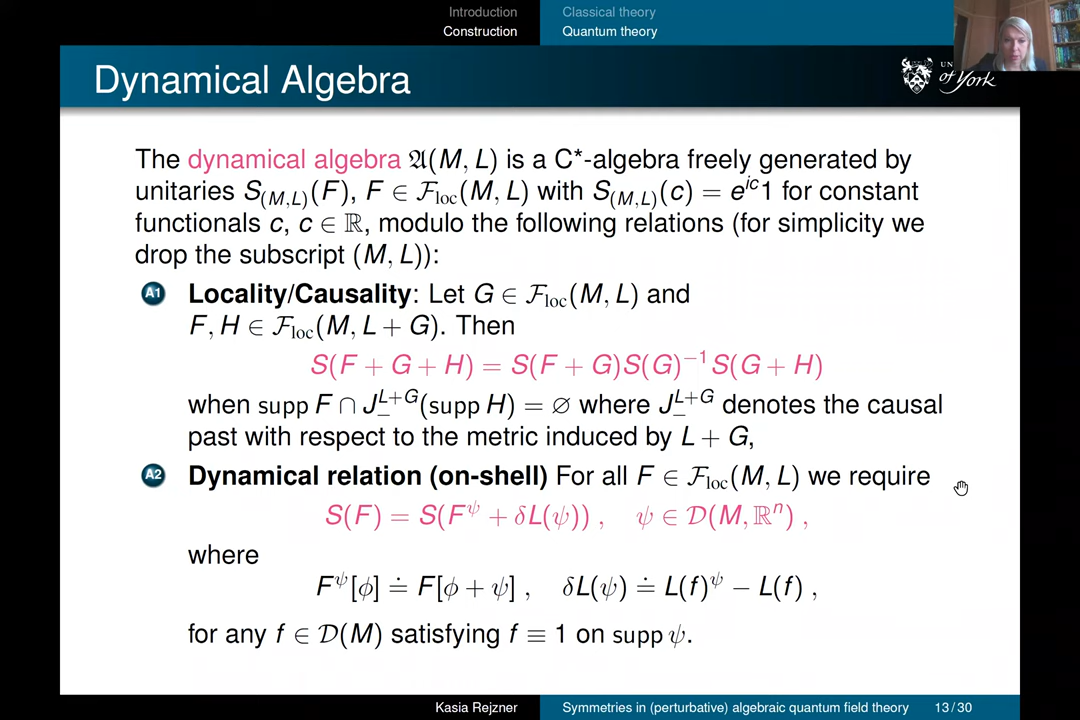 Introduction
Construction
Classical theory
Quantum theory
Dynamical Algebra
UN
of York
The dynamical algebra 𝔄(M, L) is a C*-algebra freely generated by
unitaries S_(M,L)(F), F ∈ ℱ_loc(M, L) with S_(M,L)(c) = e^{ic}1 for constant
functionals c, c ∈ ℝ, modulo the following relations (for simplicity we
drop the subscript (M, L)):
A1 Locality/Causality: Let G ∈ ℱ_loc(M, L) and
F, H ∈ ℱ_loc(M, L + G). Then
S(F + G + H) = S(F + G)S(G)^{−1}S(G + H)
when supp F ∩ J_−^{L+G}(supp H) = ∅ where J_−^{L+G} denotes the causal
past with respect to the metric induced by L + G,
A2 Dynamical relation (on-shell) For all F ∈ ℱ_loc(M, L) we require
S(F) = S(F^ψ + δL(ψ)) , ψ ∈ 𝒟(M, ℝ^n) ,
where
F^ψ[ϕ] ≐ F[ϕ + ψ] , δL(ψ) ≐ L(f)^ψ − L(f) ,
for any f ∈ 𝒟(M) satisfying f ≡ 1 on supp ψ.
Kasia Rejzner
Symmetries in (perturbative) algebraic quantum field theory
13 / 30